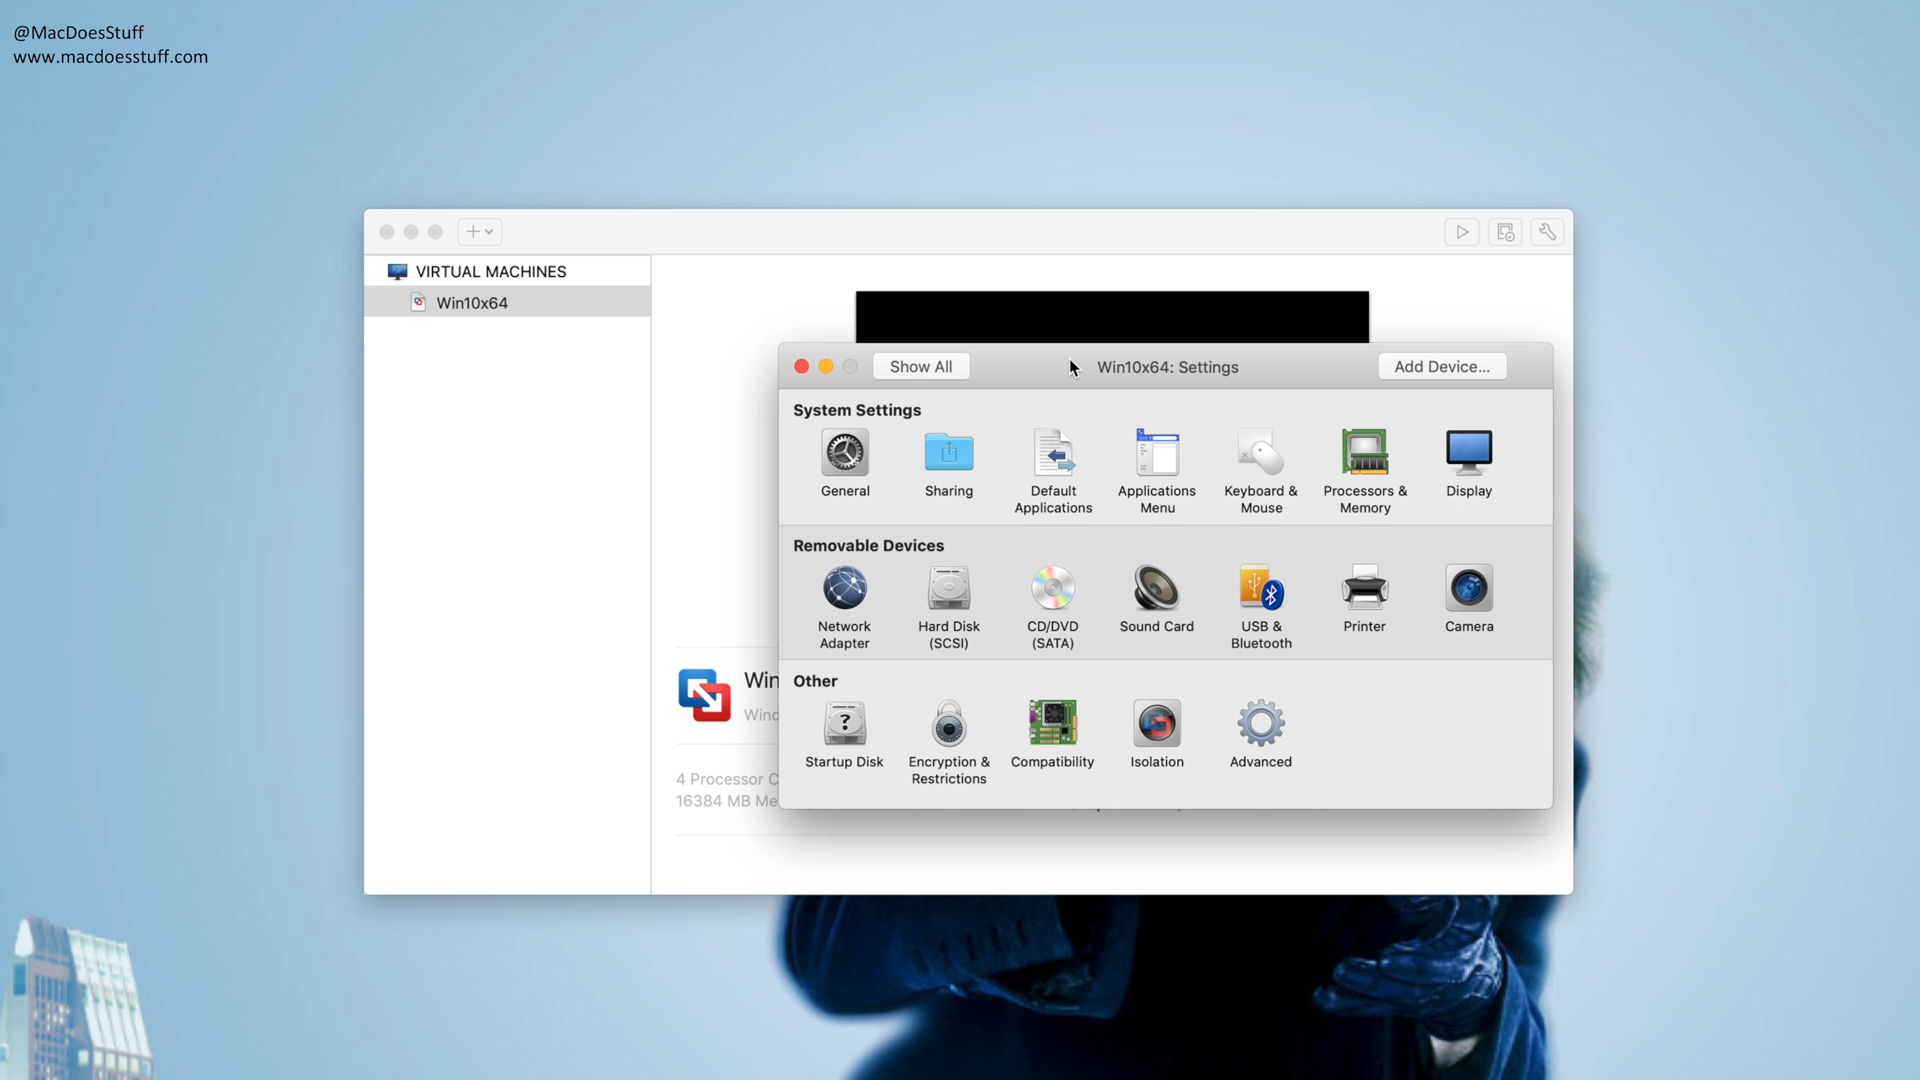 @MacDoesStuff
www.macdoesstuff.com
VIRTUAL MACHINES
Win10x64
Show All
Win10x64: Settings
Add Device...
System Settings
General
Sharing
Default
Applications
Applications
Menu
Keyboard &
Mouse
Processors &
Memory
Display
Removable Devices
Network
Adapter
Hard Disk
(SCSI)
CD/DVD
(SATA)
Sound Card
USB &
Bluetooth
Printer
Camera
Other
Startup Disk
Encryption &
Restrictions
Compatibility
Isolation
Advanced
Win
Wind
4 Processor C
16384 MB Me